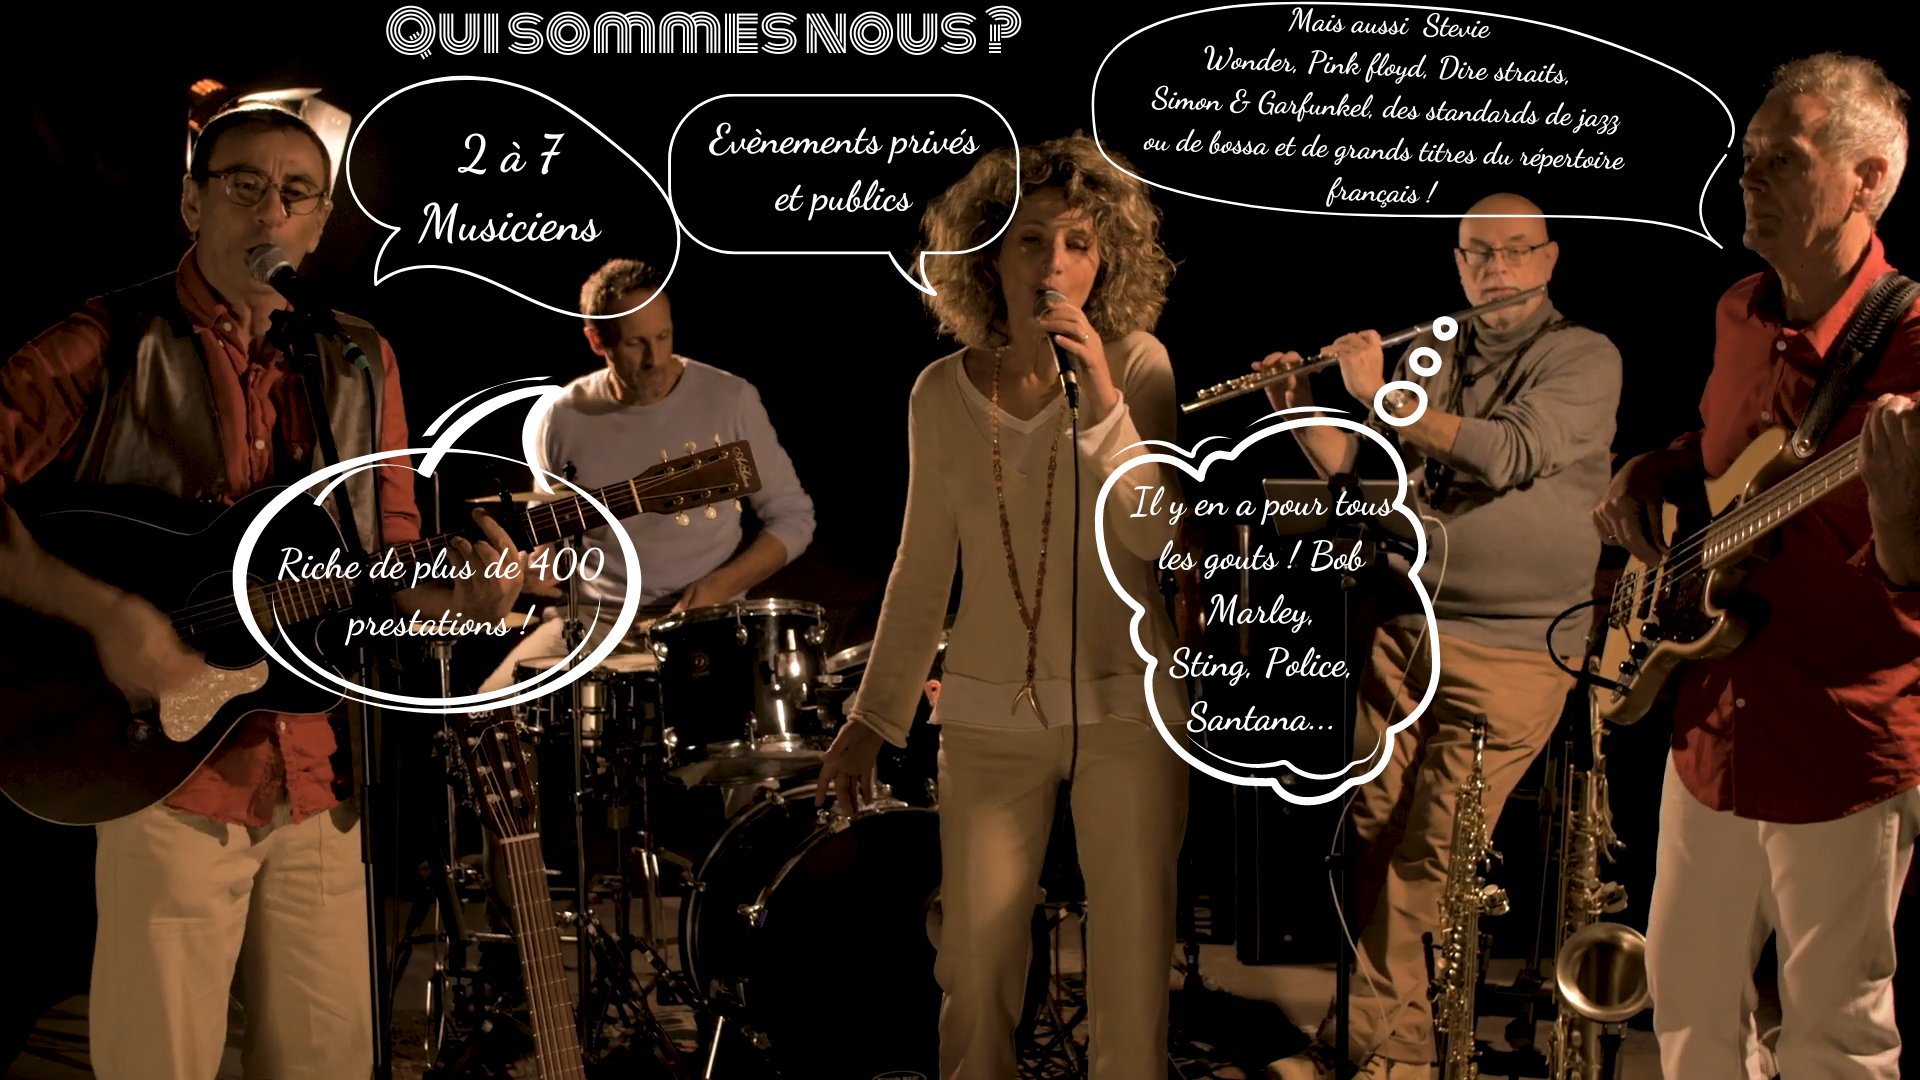 QUI SOMMES NOUS ?
2 à 7
Musiciens
Evènements privés
et publics
Mais aussi Stevie
Wonder, Pink floyd, Dire straits,
Simon & Garfunkel, des standards de jazz
ou de bossa et de grands titres du répertoire
français !
Riche de plus de 400
prestations !
Il y en a pour tous
les gouts ! Bob
Marley,
Sting, Police,
Santana...